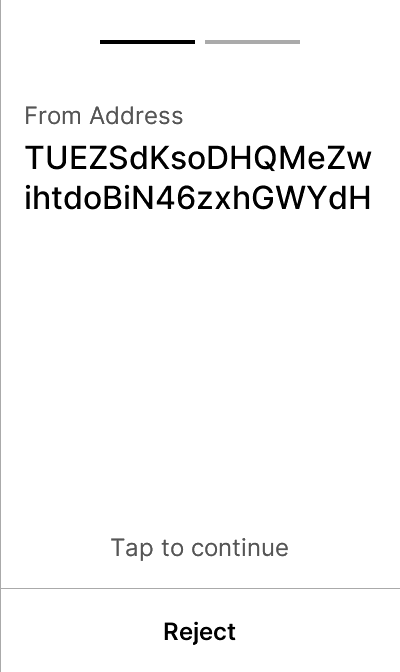 From Address
TUEZSdKsoDHQMeZw
ihtdoBiN46zxhGWYdH
Tap to continue
Reject